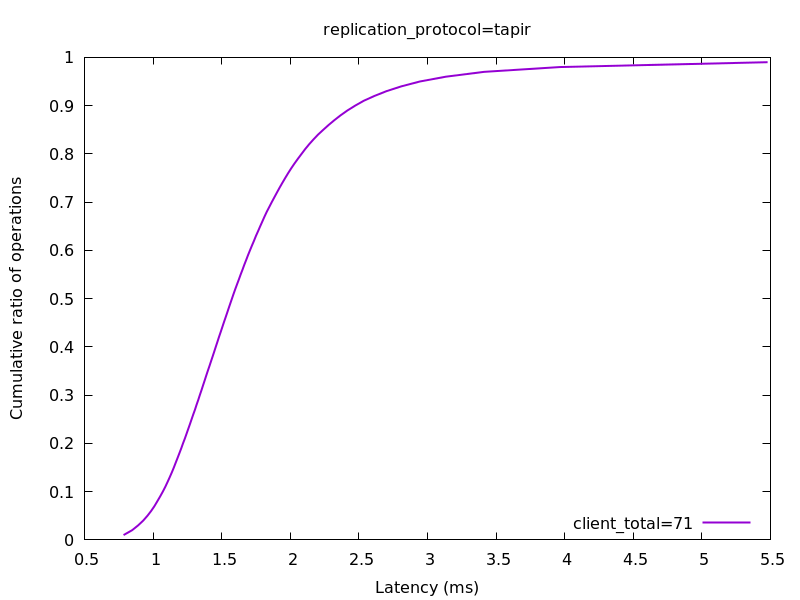 replication_protocol=tapir
1
0.9
0.8
0.7
0.6
0.5
0.4
0.3
0.2
0.1
0
Cumulative ratio of operations
client_total=71
0.5 1 1.5 2 2.5 3 3.5 4 4.5 5 5.5
Latency (ms)